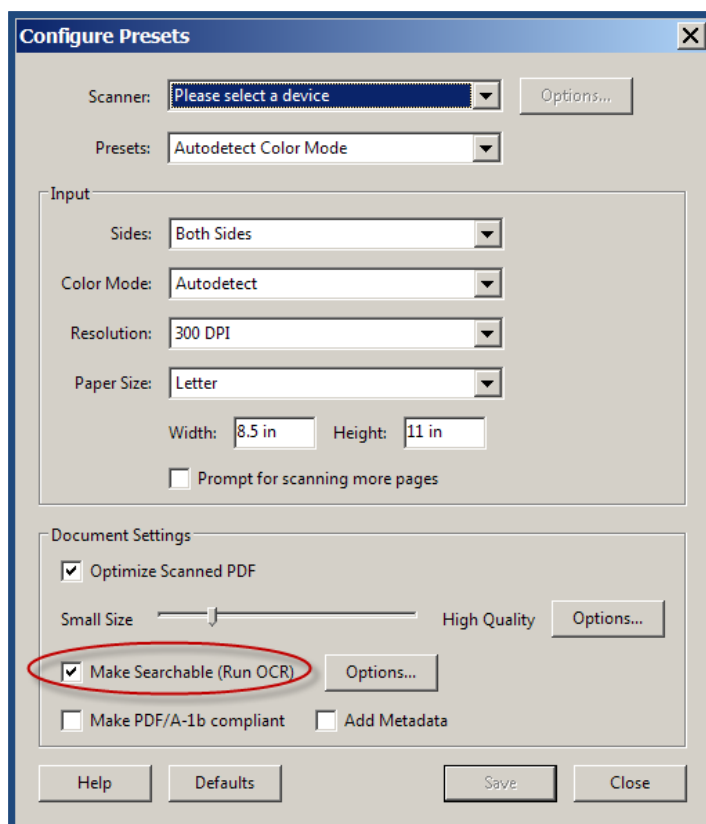 Configure Presets
Scanner: Please select a device Options...
Presets: Autodetect Color Mode
Input
Sides: Both Sides
Color Mode: Autodetect
Resolution: 300 DPI
Paper Size: Letter
Width: 8.5 in Height: 11 in
Prompt for scanning more pages
Document Settings
Optimize Scanned PDF
Small Size High Quality Options...
Make Searchable (Run OCR) Options...
Make PDF/A-1b compliant Add Metadata
Help Defaults Save Close